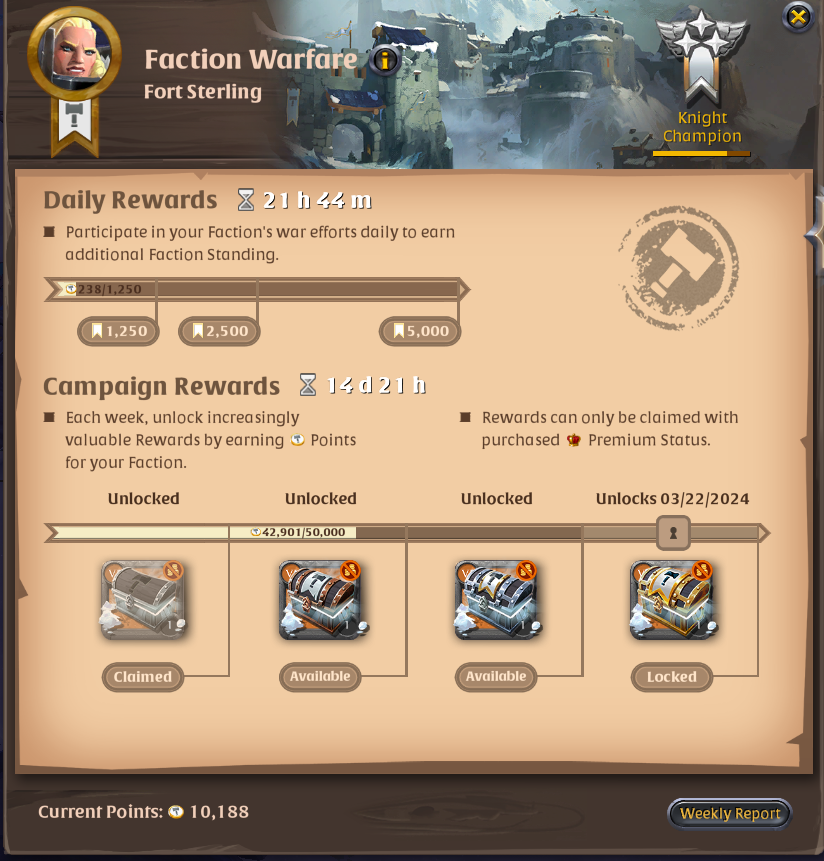 Faction Warfare
Fort Sterling
Knight
Champion
Daily Rewards 21 h 44 m
Participate in your Faction's war efforts daily to earn
additional Faction Standing.
238/1,250
1,250 2,500 5,000
Campaign Rewards 14 d 21 h
Each week, unlock increasingly
valuable Rewards by earning Points
for your Faction.
Rewards can only be claimed with
purchased Premium Status.
Unlocked Unlocked Unlocked Unlocks 03/22/2024
42,901/50,000
1 1 1 1
Claimed Available Available Locked
Current Points: 10,188
Weekly Report